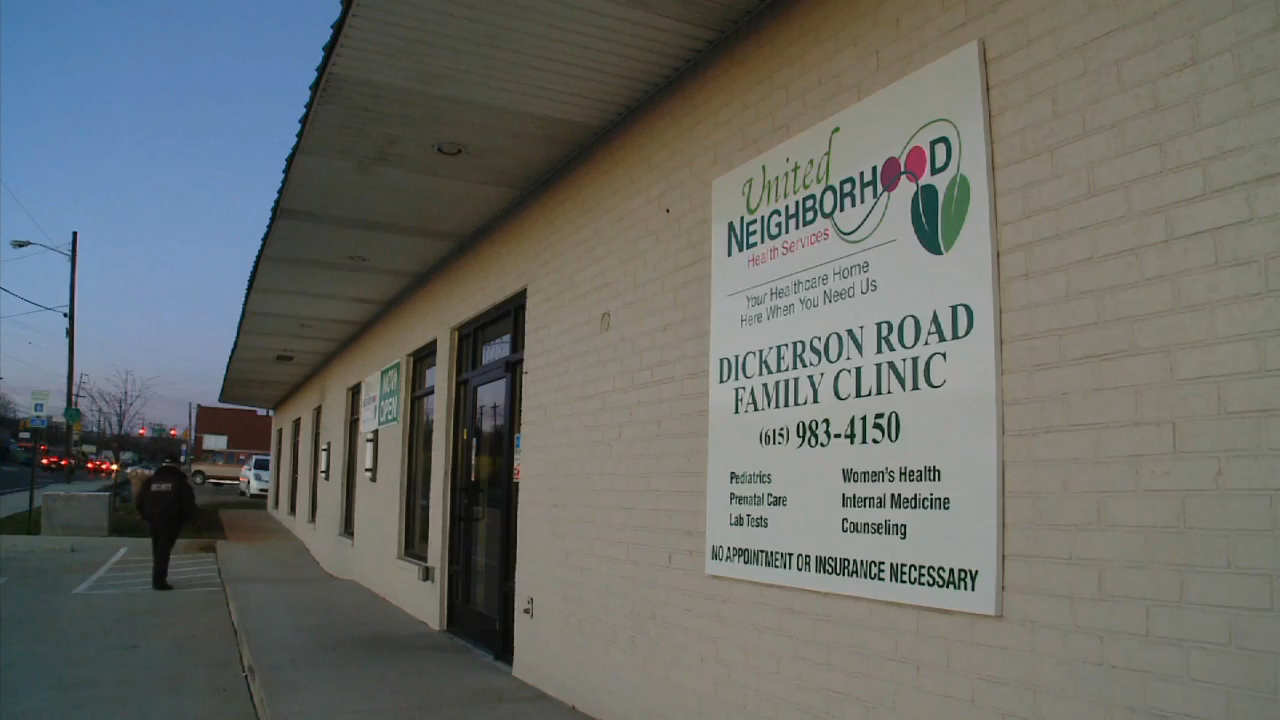 United
NEIGHBORHOOD
Health Services
Your Healthcare Home
Here When You Need Us
DICKERSON ROAD
FAMILY CLINIC
(615) 983-4150
Pediatrics
Prenatal Care
Lab Tests
Women's Health
Internal Medicine
Counseling
NO APPOINTMENT OR INSURANCE NECESSARY
NOW
OPEN